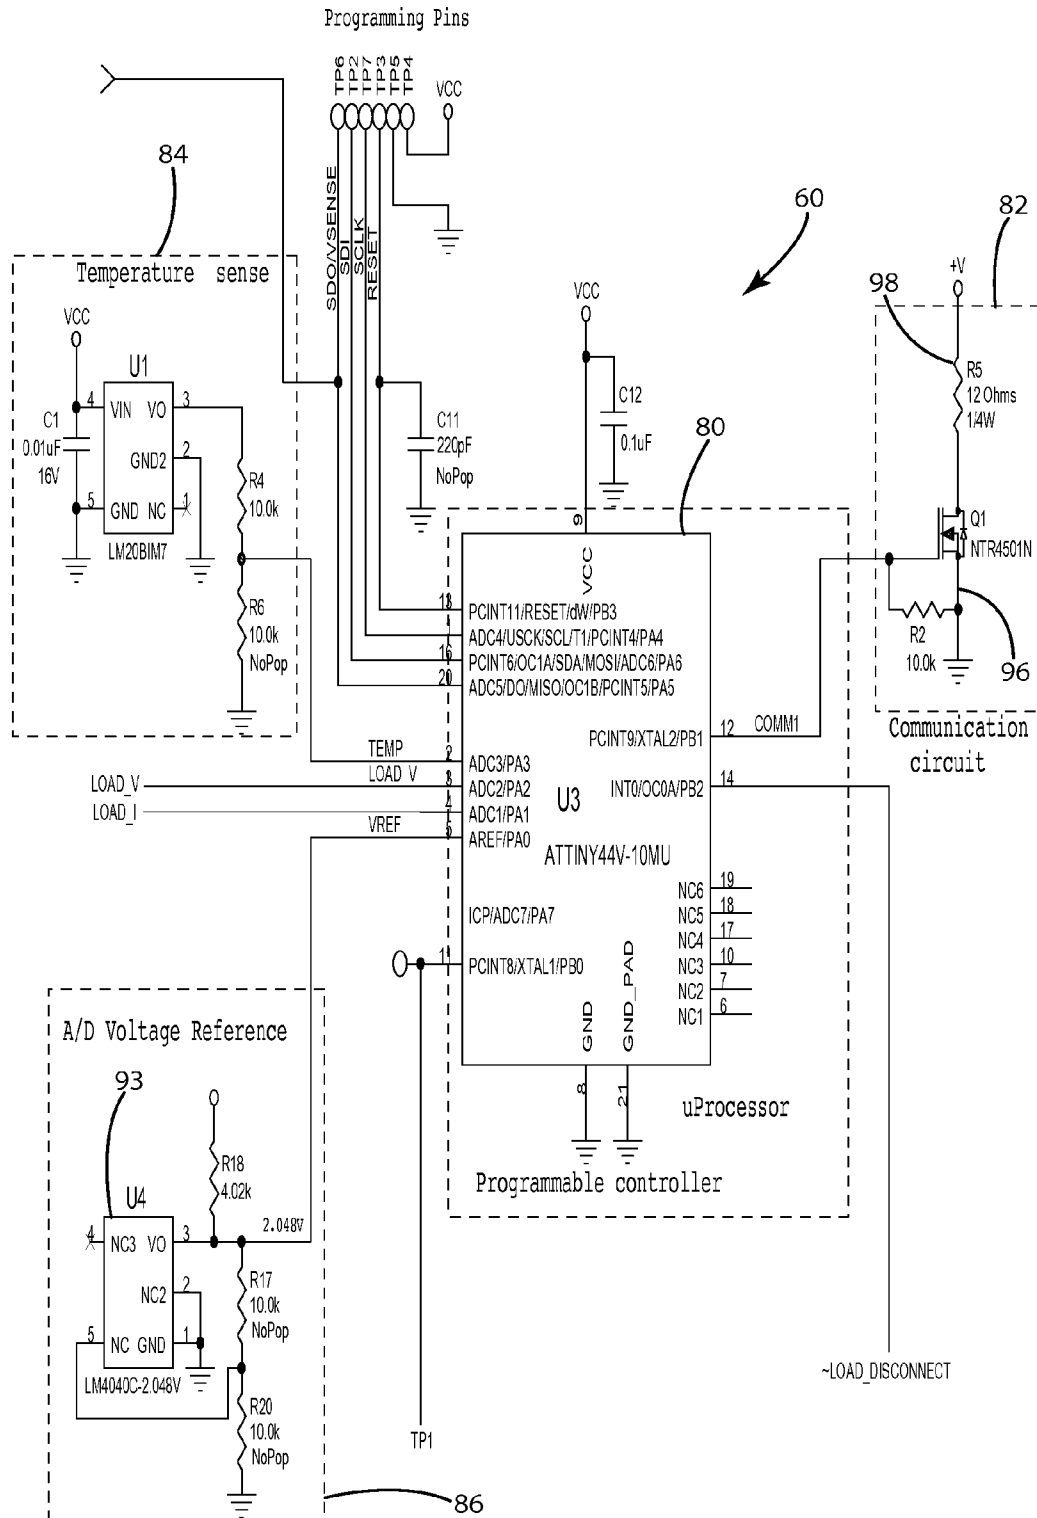 Programming Pins
TP6
TP2
TP7
TP3
TP5
TP4
VCC
84
SDO/VSENSE
SDI
SCLK
RESET
60
82
Temperature sense
+V
98
VCC
VCC
U1
R5
12 Ohms
1/4W
C1
0.01uF
16V
4
VIN
VO
3
GND2
2
5
GND
NC
1
LM20BIM7
R4
10.0k
C11
220pF
NoPop
C12
0.1uF
80
Q1
NTR4501N
9
VCC
R6
10.0k
NoPop
13
PCINT11/RESET/dW/PB3
1
ADC4/USCK/SCL/T1/PCINT4/PA4
16
PCINT6/OC1A/SDA/MOSI/ADC6/PA6
20
ADC5/DO/MISO/OC1B/PCINT5/PA5
R2
10.0k
96
PCINT9/XTAL2/PB1
12
COMM1
Communication
circuit
TEMP
2
ADC3/PA3
LOAD_V
LOAD_V
3
ADC2/PA2
INT0/OC0A/PB2
14
LOAD_I
4
ADC1/PA1
U3
VREF
5
AREF/PA0
ATTINY44V-10MU
NC6
19
NC5
18
NC4
17
NC3
10
NC2
7
NC1
6
ICP/ADC7/PA7
11
PCINT8/XTAL1/PB0
GND
GND_PAD
8
21
uProcessor
Programmable controller
A/D Voltage Reference
93
R18
4.02k
U4
2.048V
4
NC3
VO
3
NC2
2
5
NC
GND
1
LM4040C-2.048V
R17
10.0k
NoPop
R20
10.0k
NoPop
~LOAD_DISCONNECT
TP1
86